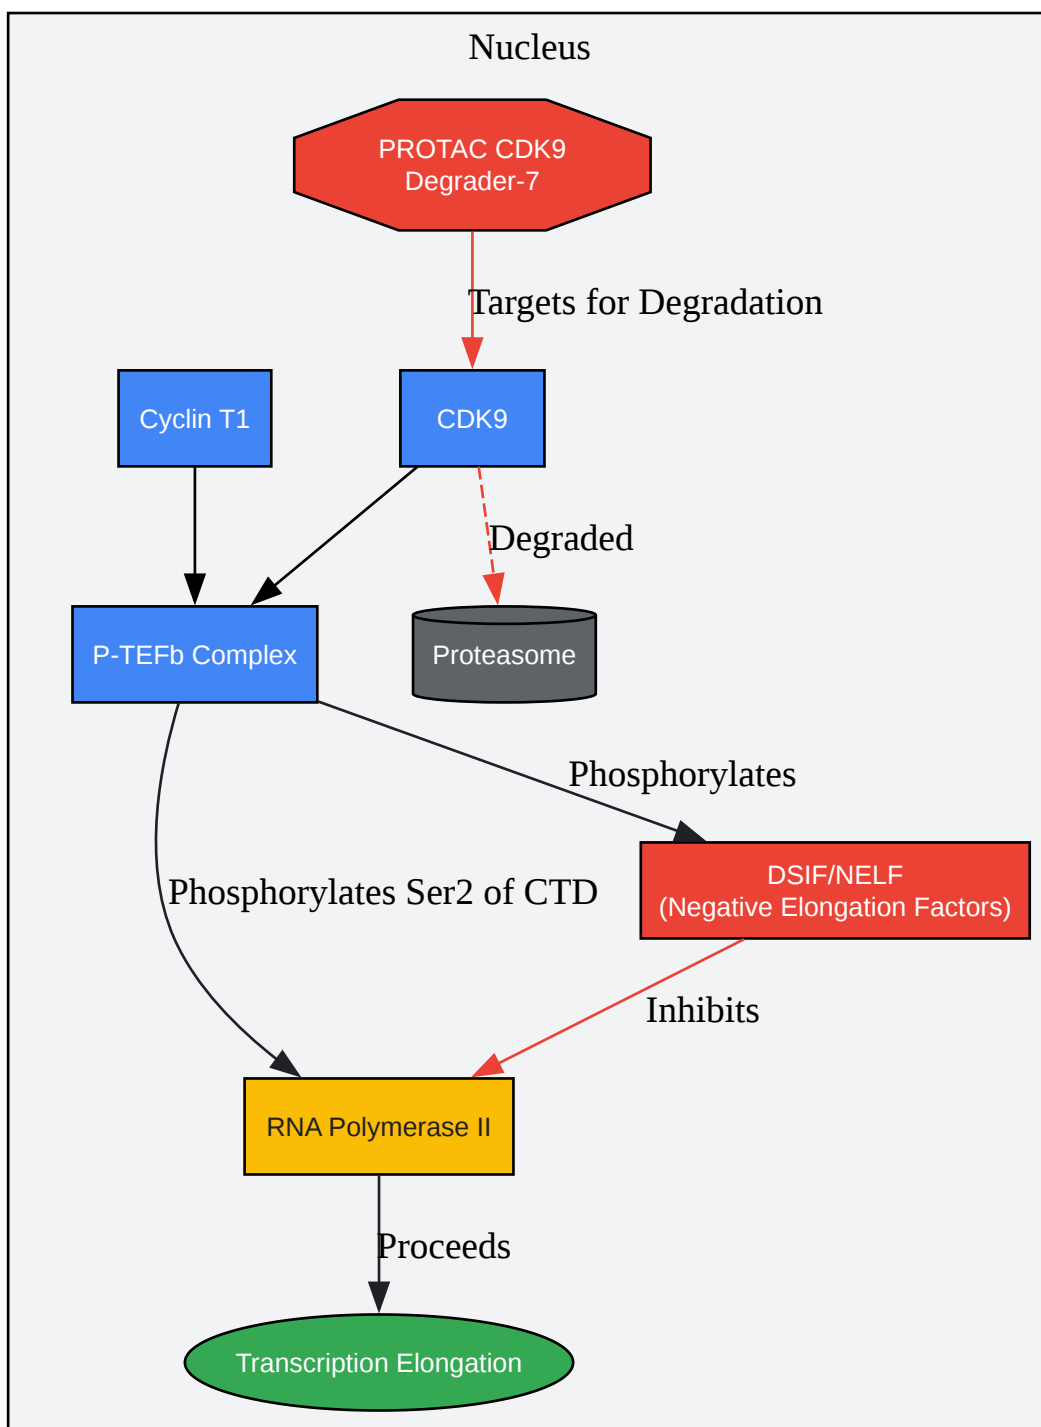 Nucleus
PROTAC CDK9
Degrader-7
Targets for Degradation
Cyclin T1
CDK9
Degraded
P-TEFb Complex
Proteasome
Phosphorylates
DSIF/NELF
(Negative Elongation Factors)
Phosphorylates Ser2 of CTD
Inhibits
RNA Polymerase II
Proceeds
Transcription Elongation